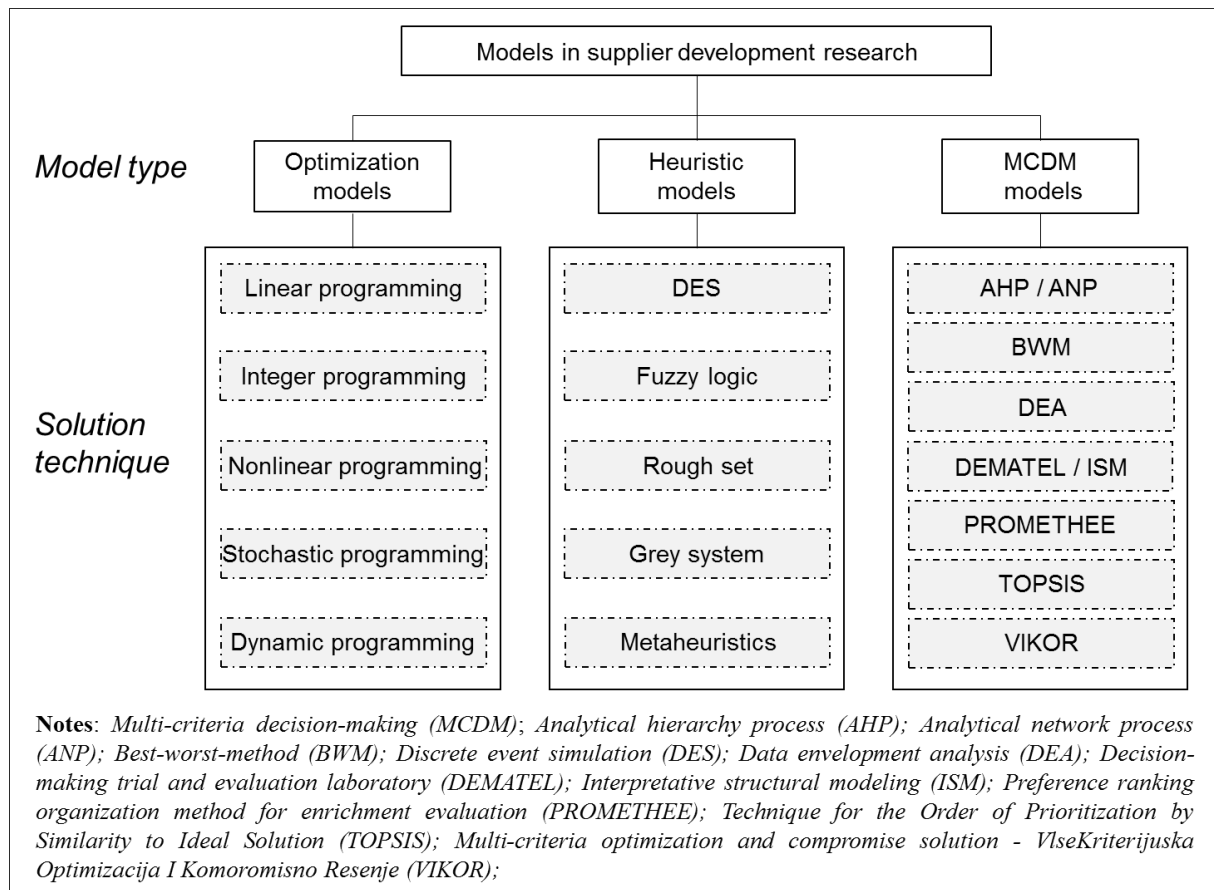 Models in supplier development research
Model type
Optimization
models
Heuristic
models
MCDM
models
Solution
technique
Linear programming
Integer programming
Nonlinear programming
Stochastic programming
Dynamic programming
DES
Fuzzy logic
Rough set
Grey system
Metaheuristics
AHP / ANP
BWM
DEA
DEMATEL / ISM
PROMETHEE
TOPSIS
VIKOR
Notes: Multi-criteria decision-making (MCDM); Analytical hierarchy process (AHP); Analytical network process
(ANP); Best-worst-method (BWM); Discrete event simulation (DES); Data envelopment analysis (DEA); Decision-
making trial and evaluation laboratory (DEMATEL); Interpretative structural modeling (ISM); Preference ranking
organization method for enrichment evaluation (PROMETHEE); Technique for the Order of Prioritization by
Similarity to Ideal Solution (TOPSIS); Multi-criteria optimization and compromise solution - VlseKriterijuska
Optimizacija I Komoromisno Resenje (VIKOR);